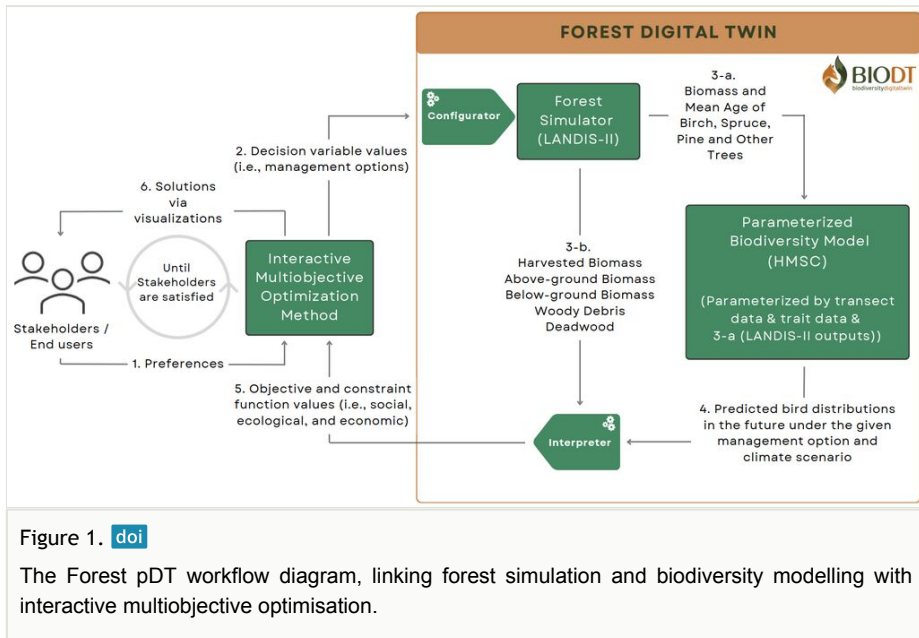 FOREST DIGITAL TWIN
BIODT
biodiversitydigitaltwin
Configurator
Forest
Simulator
(LANDIS-II)
3-a.
Biomass and
Mean Age of
Birch, Spruce,
Pine and Other
Trees
2. Decision variable values
(i.e., management options)
6. Solutions
via
visualizations
Until
Stakeholders
are satisfied
Interactive
Multiobjective
Optimization
Method
Stakeholders /
End users
1. Preferences
3-b.
Harvested Biomass
Above-ground Biomass
Below-ground Biomass
Woody Debris
Deadwood
Parameterized
Biodiversity Model
(HMSC)
(Parameterized by transect
data & trait data &
3-a (LANDIS-II outputs))
5. Objective and constraint
function values (i.e., social,
ecological, and economic)
Interpreter
4. Predicted bird distributions
in the future under the given
management option and
climate scenario
Figure 1. doi
The Forest pDT workflow diagram, linking forest simulation and biodiversity modelling with
interactive multiobjective optimisation.